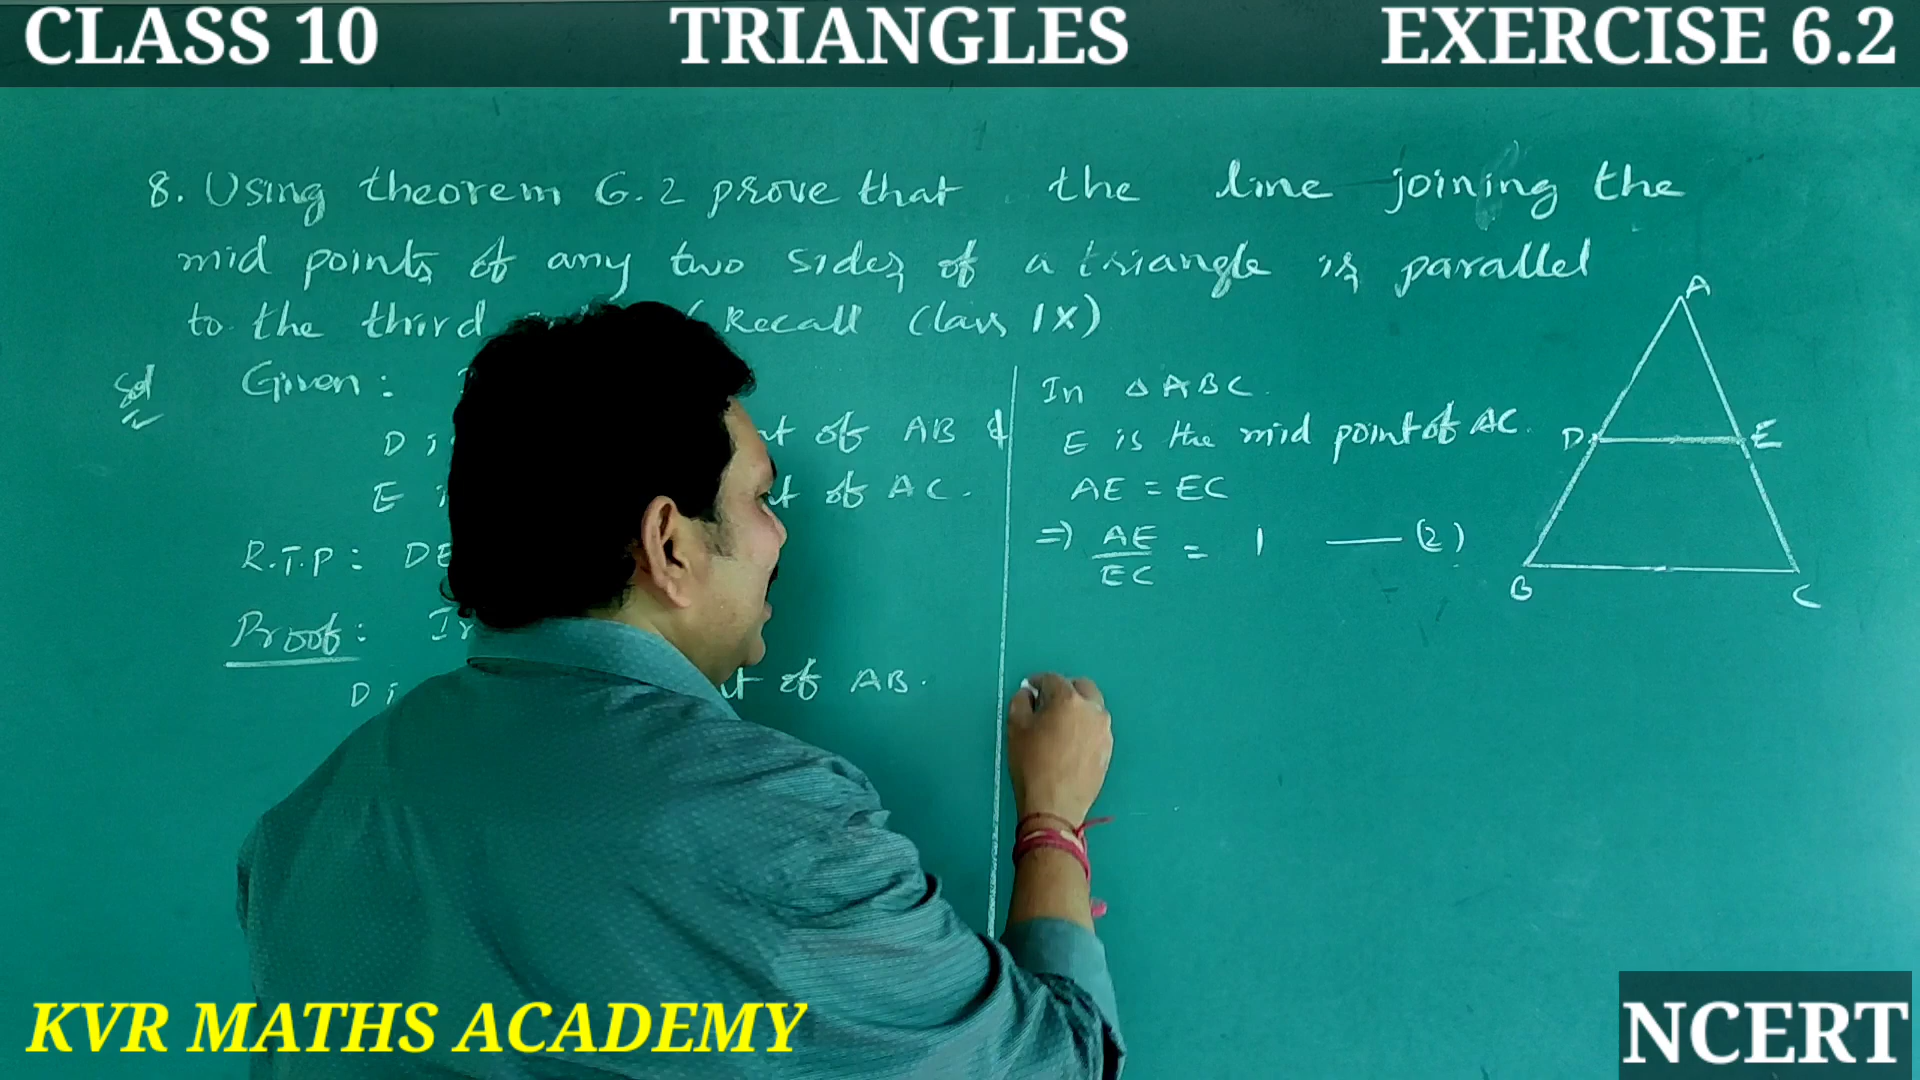 CLASS 10 TRIANGLES EXERCISE 6.2
8. Using theorem 6.2 prove that the line joining the
mid points of any two sides of a triangle is parallel
to the third (Recall Class IX)
Sol
Given:
D of AB &
E of AC.
R.T.P: DE
Proof: In
D of AB.
In △ABC.
E is the mid point of AC.
AE = EC
=> AE/EC = 1 — (2)
A
D E
B C
KVR MATHS ACADEMY
NCERT